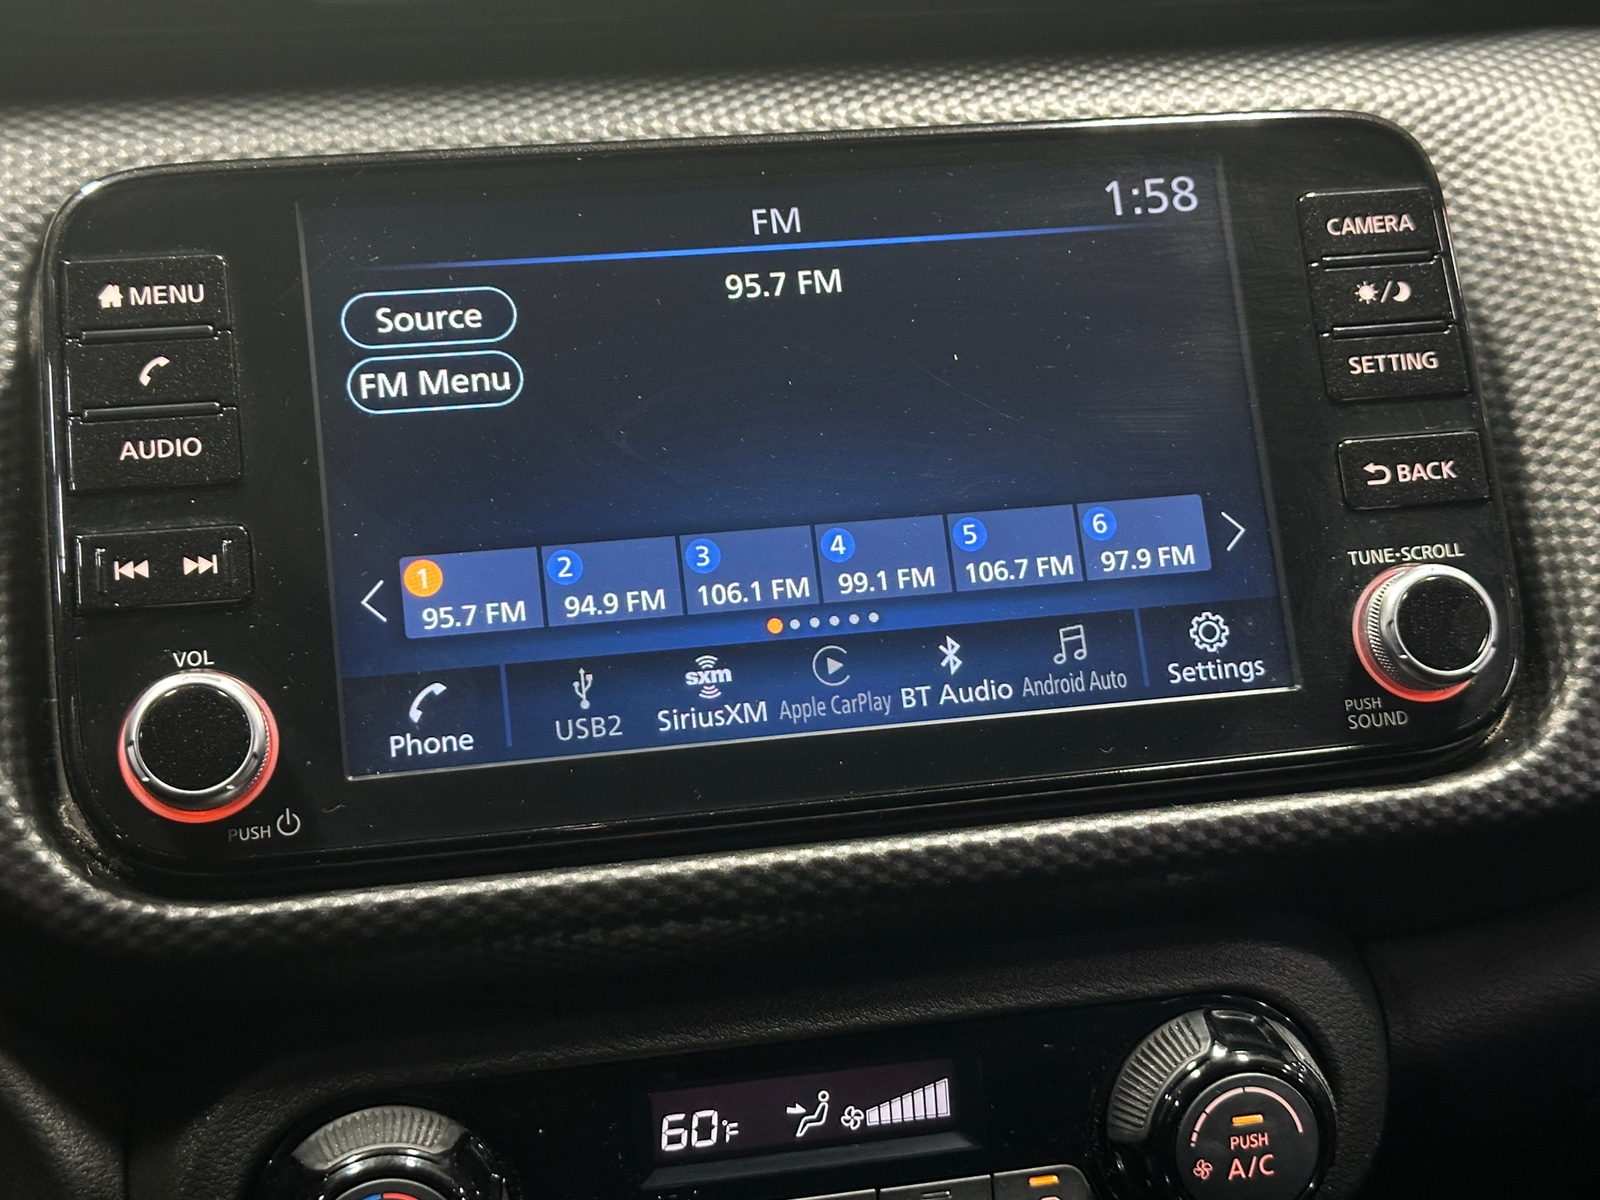 FM
1:58
95.7 FM
Source
FM Menu
1
95.7 FM
2
94.9 FM
3
106.1 FM
4
99.1 FM
5
106.7 FM
6
97.9 FM
Phone
USB2
sxm
SiriusXM
Apple CarPlay
BT Audio
Android Auto
Settings
MENU
AUDIO
VOL
PUSH
CAMERA
SETTING
BACK
TUNE·SCROLL
PUSH
SOUND
60°F
PUSH
A/C